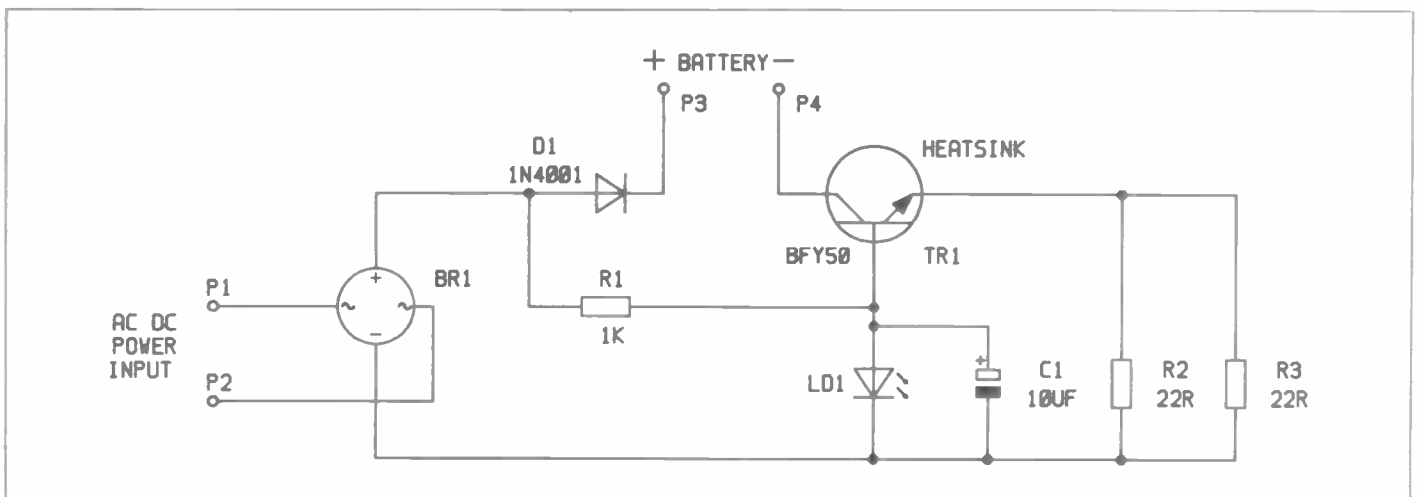 + BATTERY −
P3
P4
D1
1N4001
HEATSINK
BFY50
TR1
+
BR1
~
~
−
P1
AC DC
POWER
INPUT
P2
R1
1K
LD1
+
C1
10UF
R2
22R
R3
22R